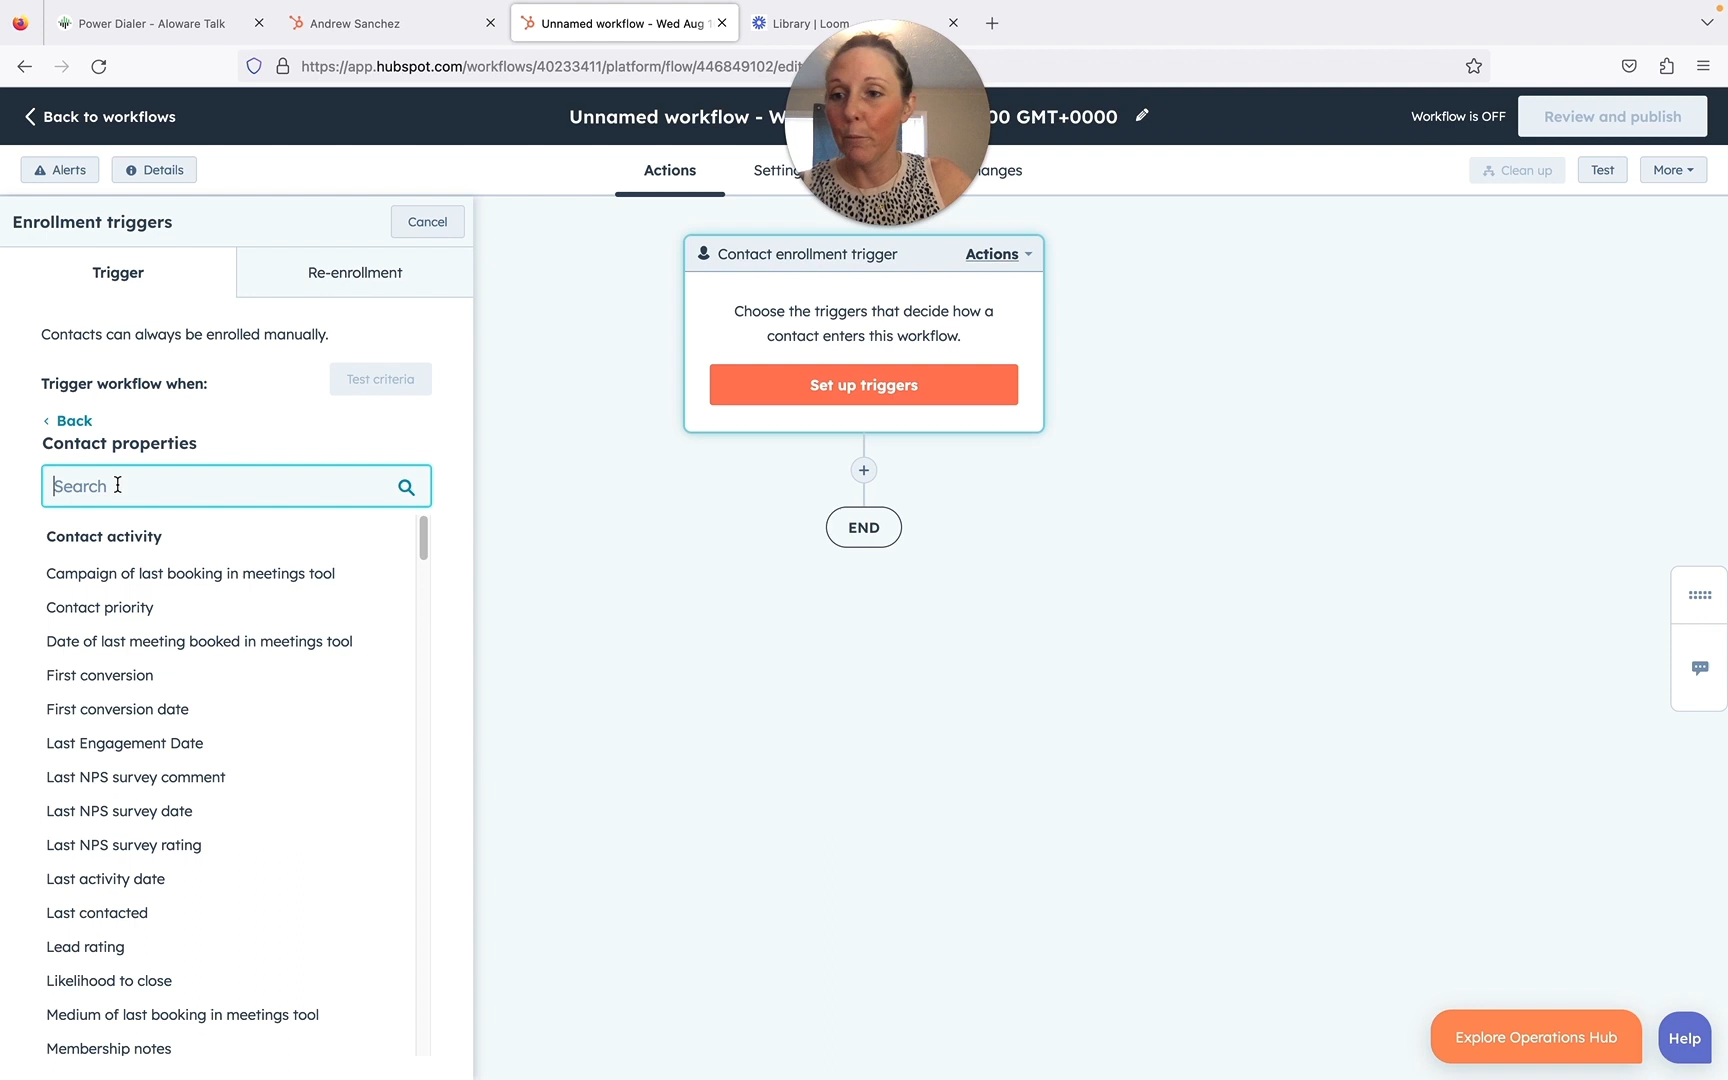 Power Dialer - Aloware Talk
Andrew Sanchez
Unnamed workflow - Wed Aug 1
Library | Loom
https://app.hubspot.com/workflows/40233411/platform/flow/446849102/edit
Back to workflows
Unnamed workflow - W 00 GMT+0000
Workflow is OFF
Review and publish
Alerts
Details
Actions
Setting
anges
Clean up
Test
More
Enrollment triggers
Cancel
Trigger
Re-enrollment
Contacts can always be enrolled manually.
Trigger workflow when:
Test criteria
Back
Contact properties
Search
Contact activity
Campaign of last booking in meetings tool
Contact priority
Date of last meeting booked in meetings tool
First conversion
First conversion date
Last Engagement Date
Last NPS survey comment
Last NPS survey date
Last NPS survey rating
Last activity date
Last contacted
Lead rating
Likelihood to close
Medium of last booking in meetings tool
Membership notes
Contact enrollment trigger
Actions
Choose the triggers that decide how a
contact enters this workflow.
Set up triggers
END
Explore Operations Hub
Help